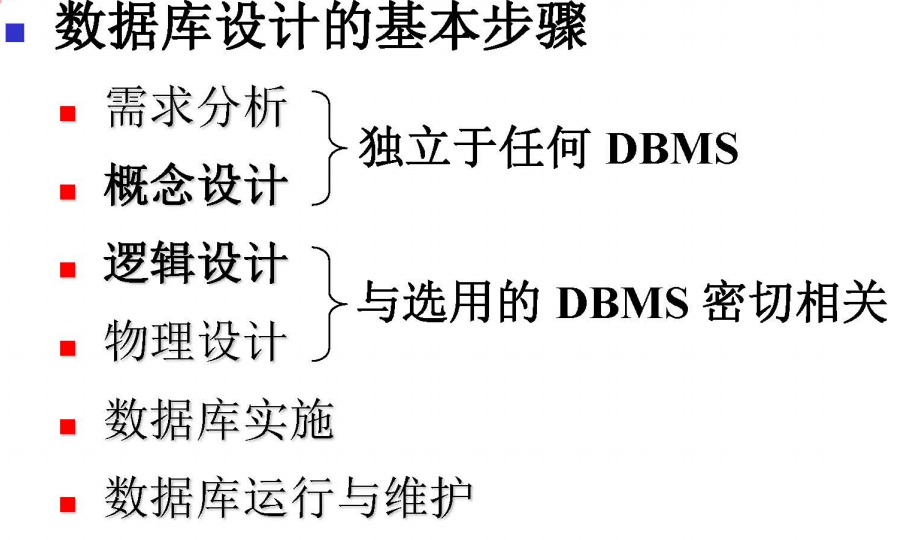 数据库设计的基本步骤
需求分析
概念设计
独立于任何 DBMS
逻辑设计
物理设计
与选用的 DBMS 密切相关
数据库实施
数据库运行与维护